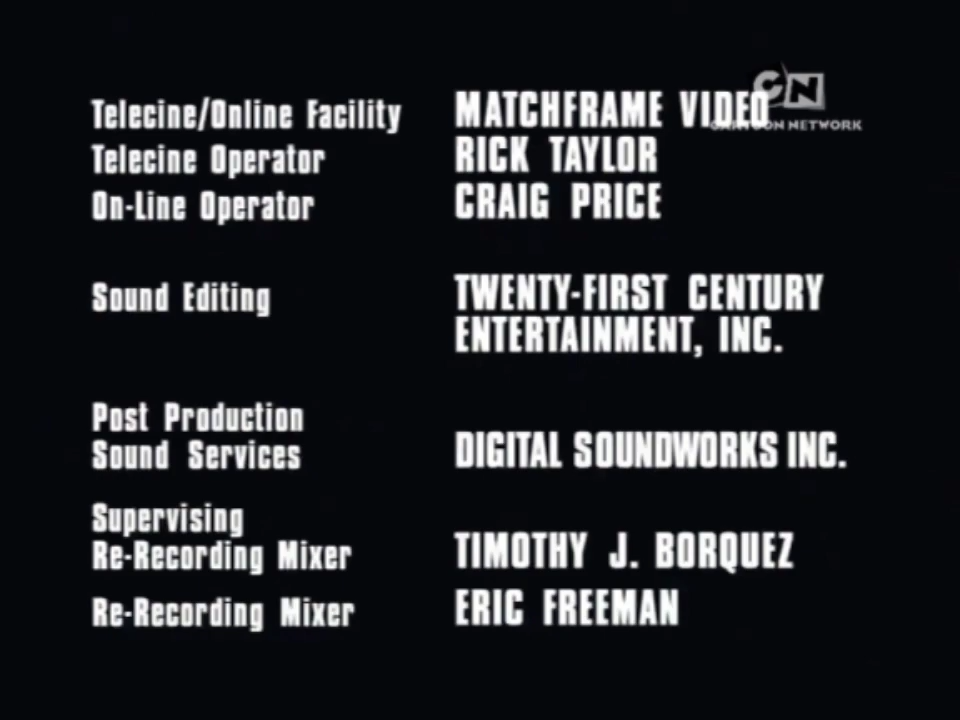 CN
CARTOON NETWORK
Telecine/Online Facility MATCHFRAME VIDEO
Telecine Operator RICK TAYLOR
On-Line Operator CRAIG PRICE
Sound Editing TWENTY-FIRST CENTURY
ENTERTAINMENT, INC.
Post Production
Sound Services DIGITAL SOUNDWORKS INC.
Supervising
Re-Recording Mixer TIMOTHY J. BORQUEZ
Re-Recording Mixer ERIC FREEMAN